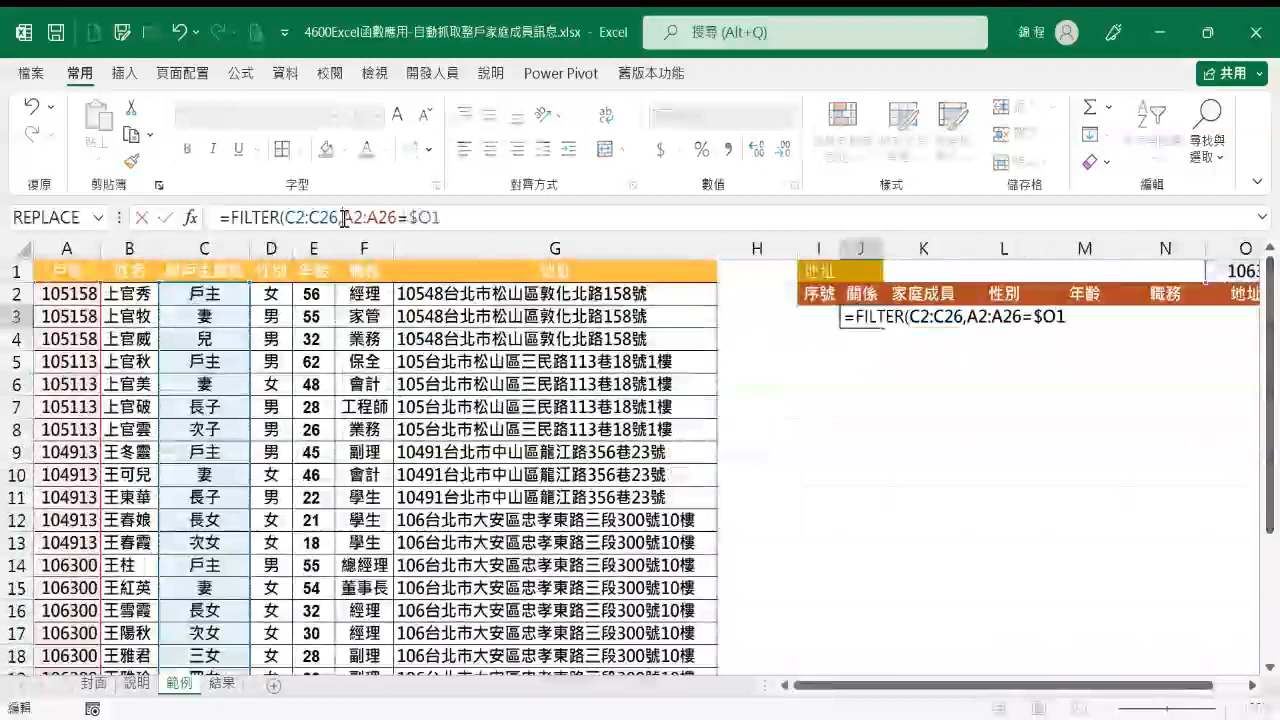 4600Excel函數應用-自動抓取整戶家庭成員訊息.xlsx - Excel
搜尋 (Alt+Q)
錦 程
檔案 常用 插入 頁面配置 公式 資料 校閱 檢視 開發人員 說明 Power Pivot 舊版本功能
共用
貼上
尋找與
選取
復原 剪貼簿 字型 對齊方式 數值 樣式 儲存格 編輯
REPLACE =FILTER(C2:C26,A2:A26=$O1
A B C D E F G H I J K L M N O
1 戶號 姓名 性別 年齡 職務 地址 地址 1063
2 105158 上官秀 戶主 女 56 經理 10548台北市松山區敦化北路158號 序號 關係 家庭成員 性別 年齡 職務 地址
3 105158 上官牧 妻 男 55 家管 10548台北市松山區敦化北路158號 =FILTER(C2:C26,A2:A26=$O1
4 105158 上官威 兒 男 32 業務 10548台北市松山區敦化北路158號
5 105113 上官秋 戶主 男 62 保全 105台北市松山區三民路113巷18號1樓
6 105113 上官美 妻 女 48 會計 105台北市松山區三民路113巷18號1樓
7 105113 上官破 長子 男 28 工程師 105台北市松山區三民路113巷18號1樓
8 105113 上官雲 次子 男 26 業務 105台北市松山區三民路113巷18號1樓
9 104913 王冬靈 戶主 男 45 副理 10491台北市中山區龍江路356巷23號
10 104913 王可兒 妻 女 46 會計 10491台北市中山區龍江路356巷23號
11 104913 王東華 長子 男 22 學生 10491台北市中山區龍江路356巷23號
12 104913 王春娘 長女 女 21 學生 106台北市大安區忠孝東路三段300號10樓
13 104913 王春霞 次女 女 18 學生 106台北市大安區忠孝東路三段300號10樓
14 106300 王柱 戶主 男 55 總經理 106台北市大安區忠孝東路三段300號10樓
15 106300 王紅英 妻 女 54 董事長 106台北市大安區忠孝東路三段300號10樓
16 106300 王雪霞 長女 女 32 經理 106台北市大安區忠孝東路三段300號10樓
17 106300 王陽秋 次女 女 30 經理 106台北市大安區忠孝東路三段300號10樓
18 106300 王雅君 三女 女 28 副理 106台北市大安區忠孝東路三段300號10樓
封面 說明 範例 結果
編輯